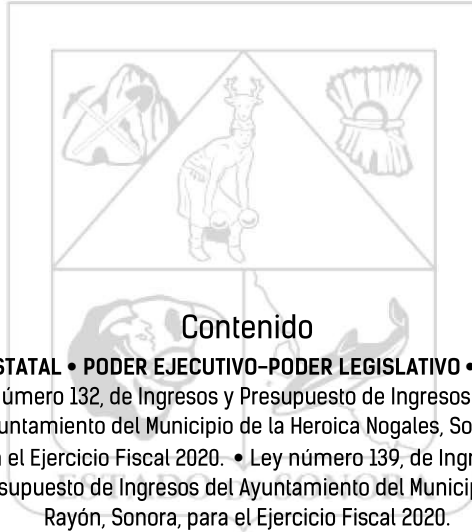 Contenido
STATAL • PODER EJECUTIVO-PODER LEGISLATIVO •
úmero 132, de Ingresos y Presupuesto de Ingresos
untamiento del Municipio de la Heroica Nogales, So
el Ejercicio Fiscal 2020. • Ley número 139, de Ingr
supuesto de Ingresos del Ayuntamiento del Municip
Rayón, Sonora, para el Ejercicio Fiscal 2020.